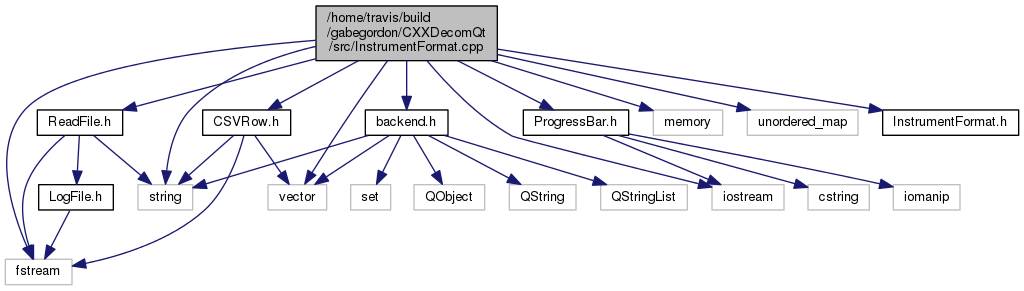 /home/travis/build
/gabegordon/CXXDecomQt
/src/InstrumentFormat.cpp
ReadFile.h
CSVRow.h
backend.h
ProgressBar.h
memory
unordered_map
InstrumentFormat.h
LogFile.h
string
vector
set
QObject
QString
QStringList
iostream
cstring
iomanip
fstream